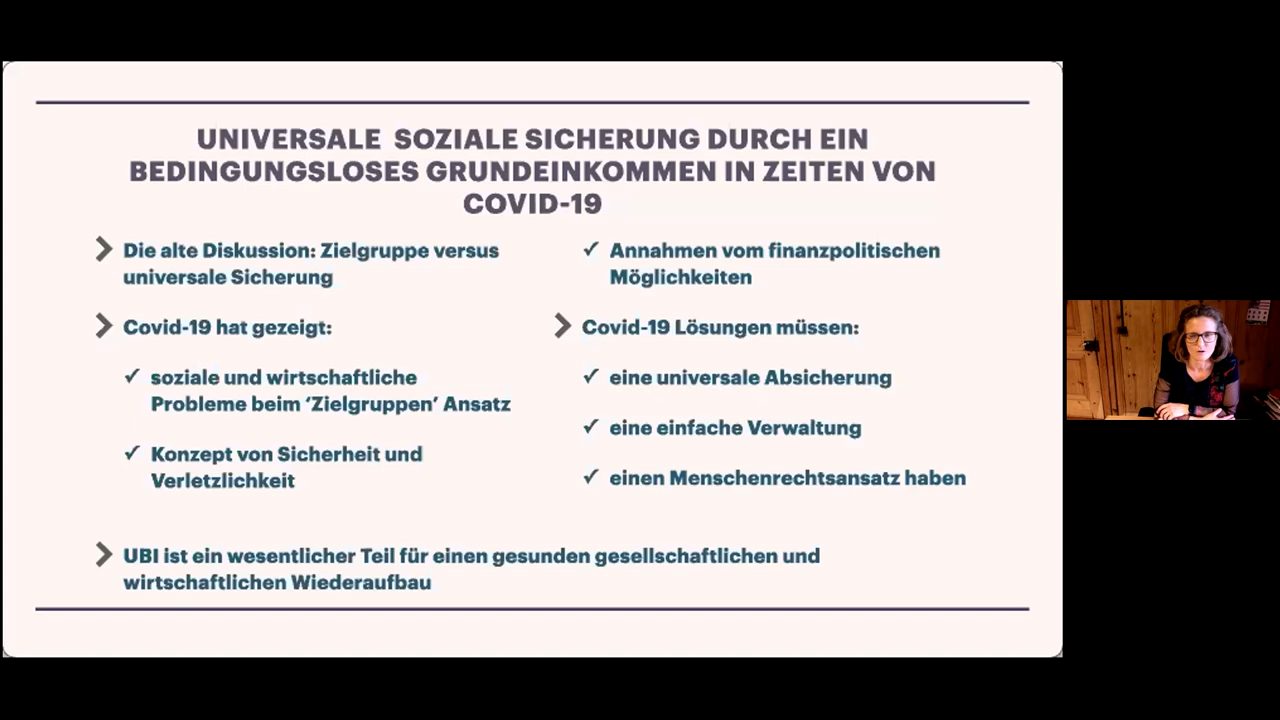 UNIVERSALE SOZIALE SICHERUNG DURCH EIN
BEDINGUNGSLOSES GRUNDEINKOMMEN IN ZEITEN VON
COVID-19
Die alte Diskussion: Zielgruppe versus
universale Sicherung
Covid-19 hat gezeigt:
soziale und wirtschaftliche
Probleme beim ‘Zielgruppen’ Ansatz
Konzept von Sicherheit und
Verletzlichkeit
Annahmen vom finanzpolitischen
Möglichkeiten
Covid-19 Lösungen müssen:
eine universale Absicherung
eine einfache Verwaltung
einen Menschenrechtsansatz haben
UBI ist ein wesentlicher Teil für einen gesunden gesellschaftlichen und
wirtschaftlichen Wiederaufbau